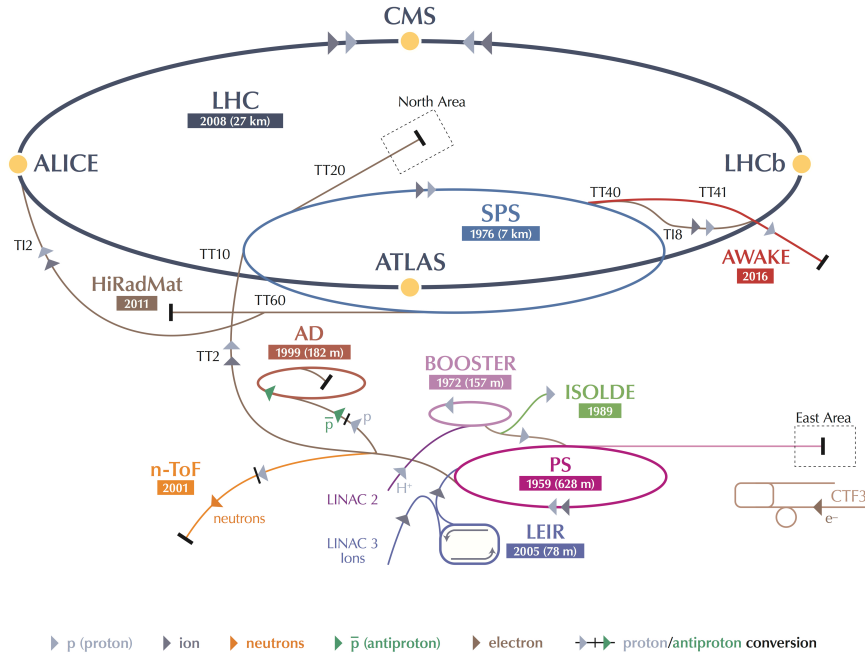 CMS
LHC
2008 (27 km)
North Area
ALICE
LHCb
TT20
TT40
TT41
SPS
1976 (7 km)
TI2
TT10
TI8
ATLAS
AWAKE
2016
HiRadMat
2011
TT60
AD
1999 (182 m)
TT2
BOOSTER
1972 (157 m)
ISOLDE
1989
p
p̅
East Area
n-ToF
2001
PS
1959 (628 m)
LINAC 2
H⁺
neutrons
CTF3
e⁻
LINAC 3
Ions
LEIR
2005 (78 m)
p (proton)
ion
neutrons
p̅ (antiproton)
electron
proton/antiproton conversion